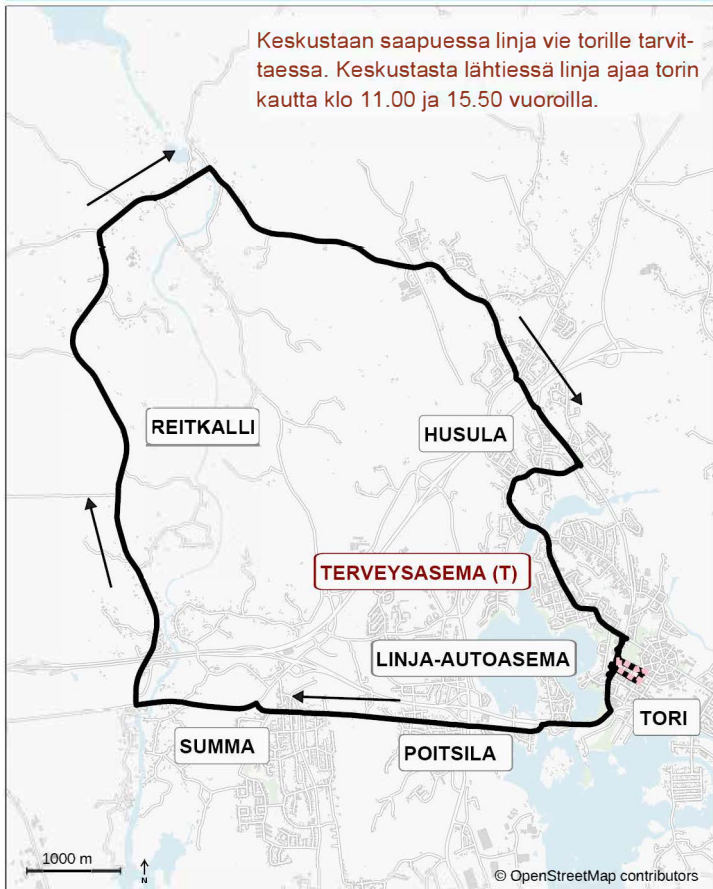 Keskustaan saapuessa linja vie torille tarvit-
taessa. Keskustasta lähtiessä linja ajaa torin
kautta klo 11.00 ja 15.50 vuoroilla.
REITKALLI
HUSULA
TERVEYSASEMA (T)
LINJA-AUTOASEMA
TORI
SUMMA
POITSILA
1000 m
N
© OpenStreetMap contributors